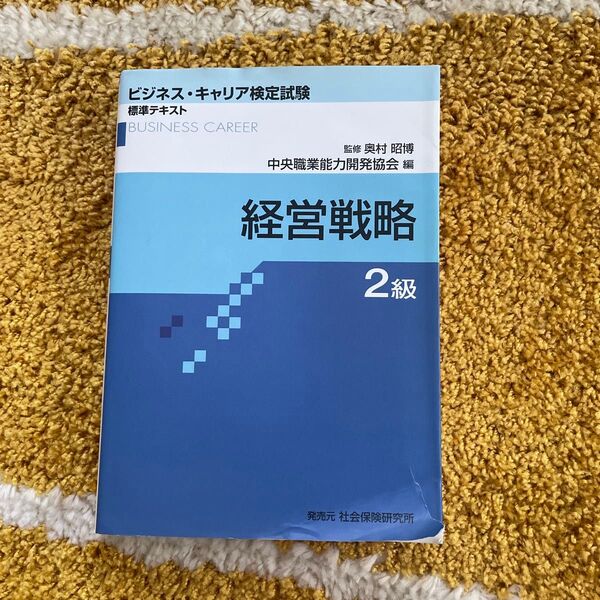 ビジネス・キャリア検定試験
標準テキスト
BUSINESS CAREER
監修 奥村 昭博
中央職業能力開発協会 編
経営戦略
2級
発売元 社会保険研究所